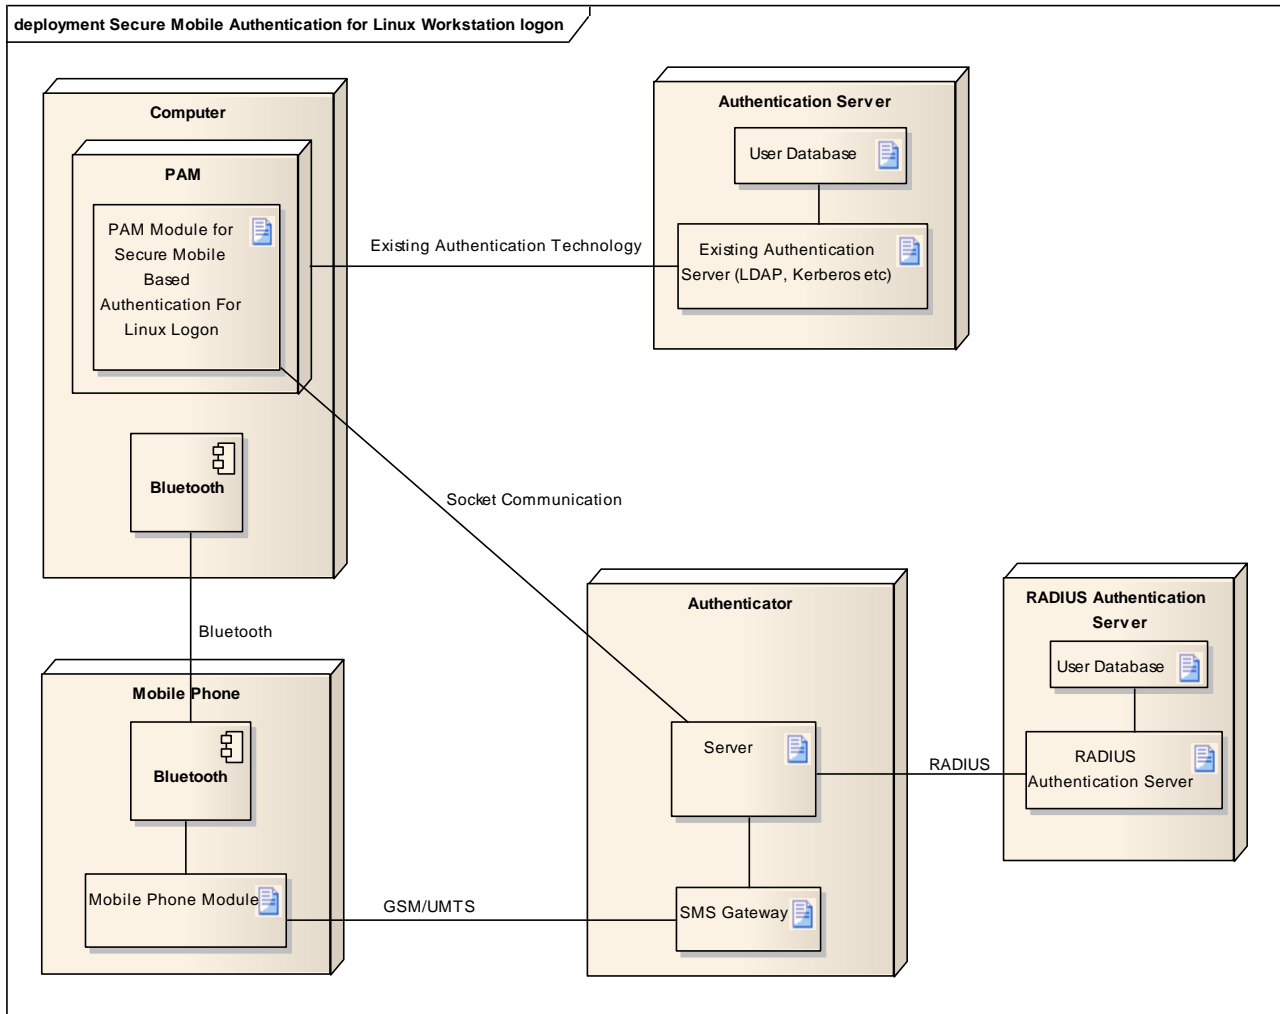 deployment Secure Mobile Authentication for Linux Workstation logon
Computer
PAM
PAM Module for
Secure Mobile
Based
Authentication For
Linux Logon
Bluetooth
Existing Authentication Technology
Authentication Server
User Database
Existing Authentication
Server (LDAP, Kerberos etc)
Socket Communication
Bluetooth
Mobile Phone
Bluetooth
Mobile Phone Module
GSM/UMTS
Authenticator
Server
SMS Gateway
RADIUS
RADIUS Authentication
Server
User Database
RADIUS
Authentication Server